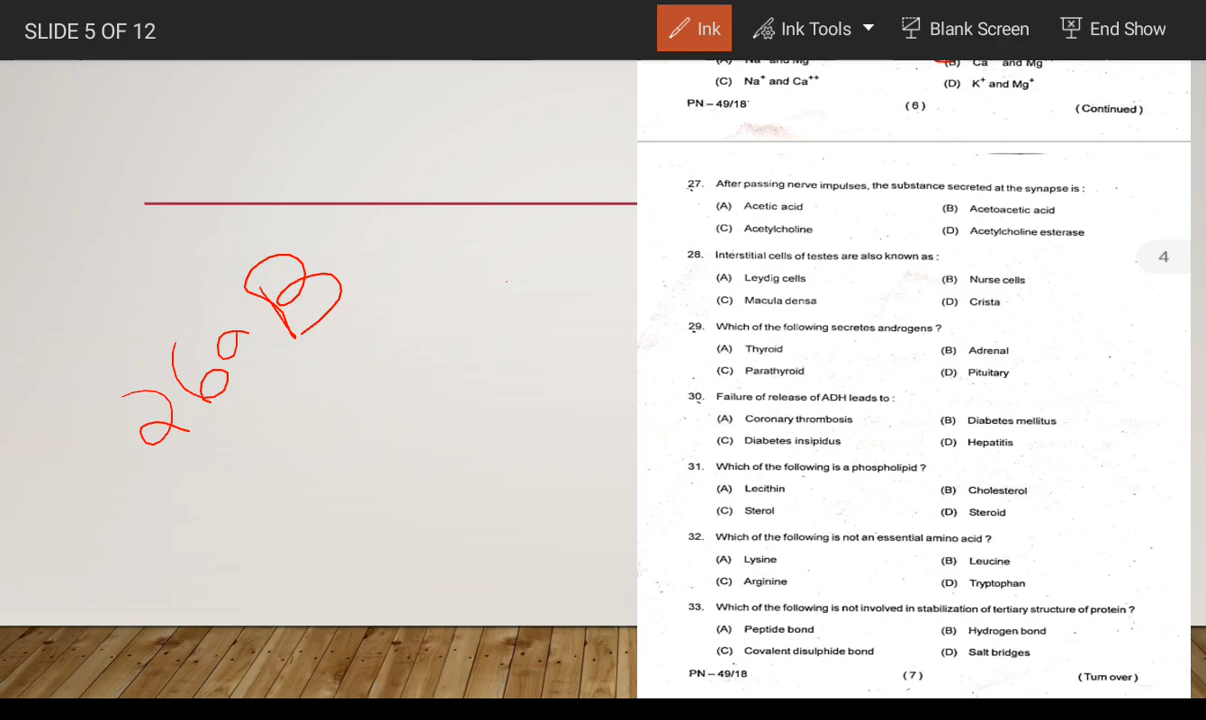 SLIDE 5 OF 12 Ink Ink Tools Blank Screen End Show
(A) Na and Mg (B) Ca and Mg
(C) Na⁺ and Ca⁺⁺ (D) K⁺ and Mg⁺
PN – 49/18 (6) (Continued)
27. After passing nerve impulses, the substance secreted at the synapse is :
(A) Acetic acid (B) Acetoacetic acid
(C) Acetylcholine (D) Acetylcholine esterase
28. Interstitial cells of testes are also known as :
4
(A) Leydig cells (B) Nurse cells
(C) Macula densa (D) Crista
29. Which of the following secretes androgens ?
(A) Thyroid (B) Adrenal
(C) Parathyroid (D) Pituitary
30. Failure of release of ADH leads to :
(A) Coronary thrombosis (B) Diabetes mellitus
(C) Diabetes insipidus (D) Hepatitis
31. Which of the following is a phospholipid ?
(A) Lecithin (B) Cholesterol
(C) Sterol (D) Steroid
32. Which of the following is not an essential amino acid ?
(A) Lysine (B) Leucine
(C) Arginine (D) Tryptophan
33. Which of the following is not involved in stabilization of tertiary structure of protein ?
(A) Peptide bond (B) Hydrogen bond
(C) Covalent disulphide bond (D) Salt bridges
PN – 49/18 (7) (Turn over)
26 B